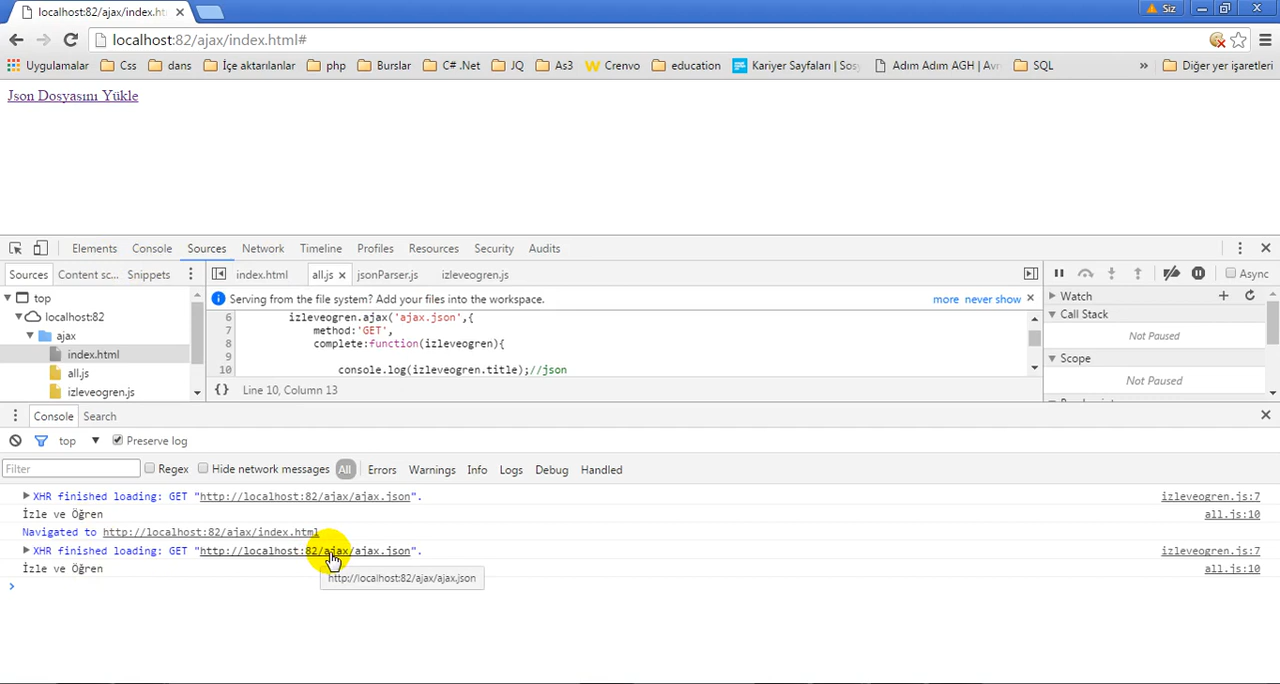 localhost:82/ajax/index.ht
Siz
localhost:82/ajax/index.html#
Uygulamalar Css dans İçe aktarılanlar php Burslar C# .Net JQ As3 Crenvo education Kariyer Sayfaları | Sosy Adım Adım AGH | Avru SQL » Diğer yer işaretleri
Json Dosyasını Yükle
Elements Console Sources Network Timeline Profiles Resources Security Audits
Sources Content sc... Snippets index.html all.js jsonParser.js izleveogren.js Async
top
localhost:82
ajax
index.html
all.js
izleveogren.js
Serving from the file system? Add your files into the workspace. more never show
6 izleveogren.ajax('ajax.json',{
7 method:'GET',
8 complete:function(izleveogren){
9
10 console.log(izleveogren.title);//json
{} Line 10, Column 13
Watch
Call Stack
Not Paused
Scope
Not Paused
Console Search
top Preserve log
Filter Regex Hide network messages All Errors Warnings Info Logs Debug Handled
XHR finished loading: GET "http://localhost:82/ajax/ajax.json". izleveogren.js:7
İzle ve Öğren all.js:10
Navigated to http://localhost:82/ajax/index.html
XHR finished loading: GET "http://localhost:82/ajax/ajax.json". izleveogren.js:7
İzle ve Öğren all.js:10
http://localhost:82/ajax/ajax.json